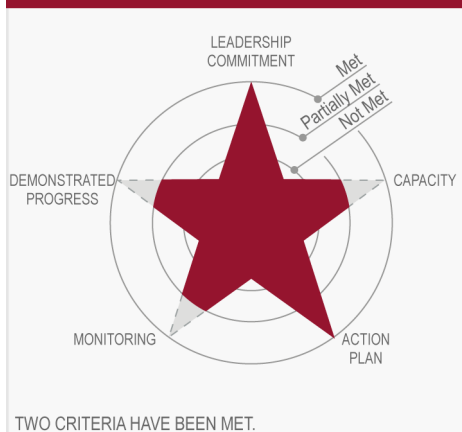 LEADERSHIP
COMMITMENT
Met
Partially Met
Not Met
DEMONSTRATED
PROGRESS
CAPACITY
MONITORING
ACTION
PLAN
TWO CRITERIA HAVE BEEN MET.